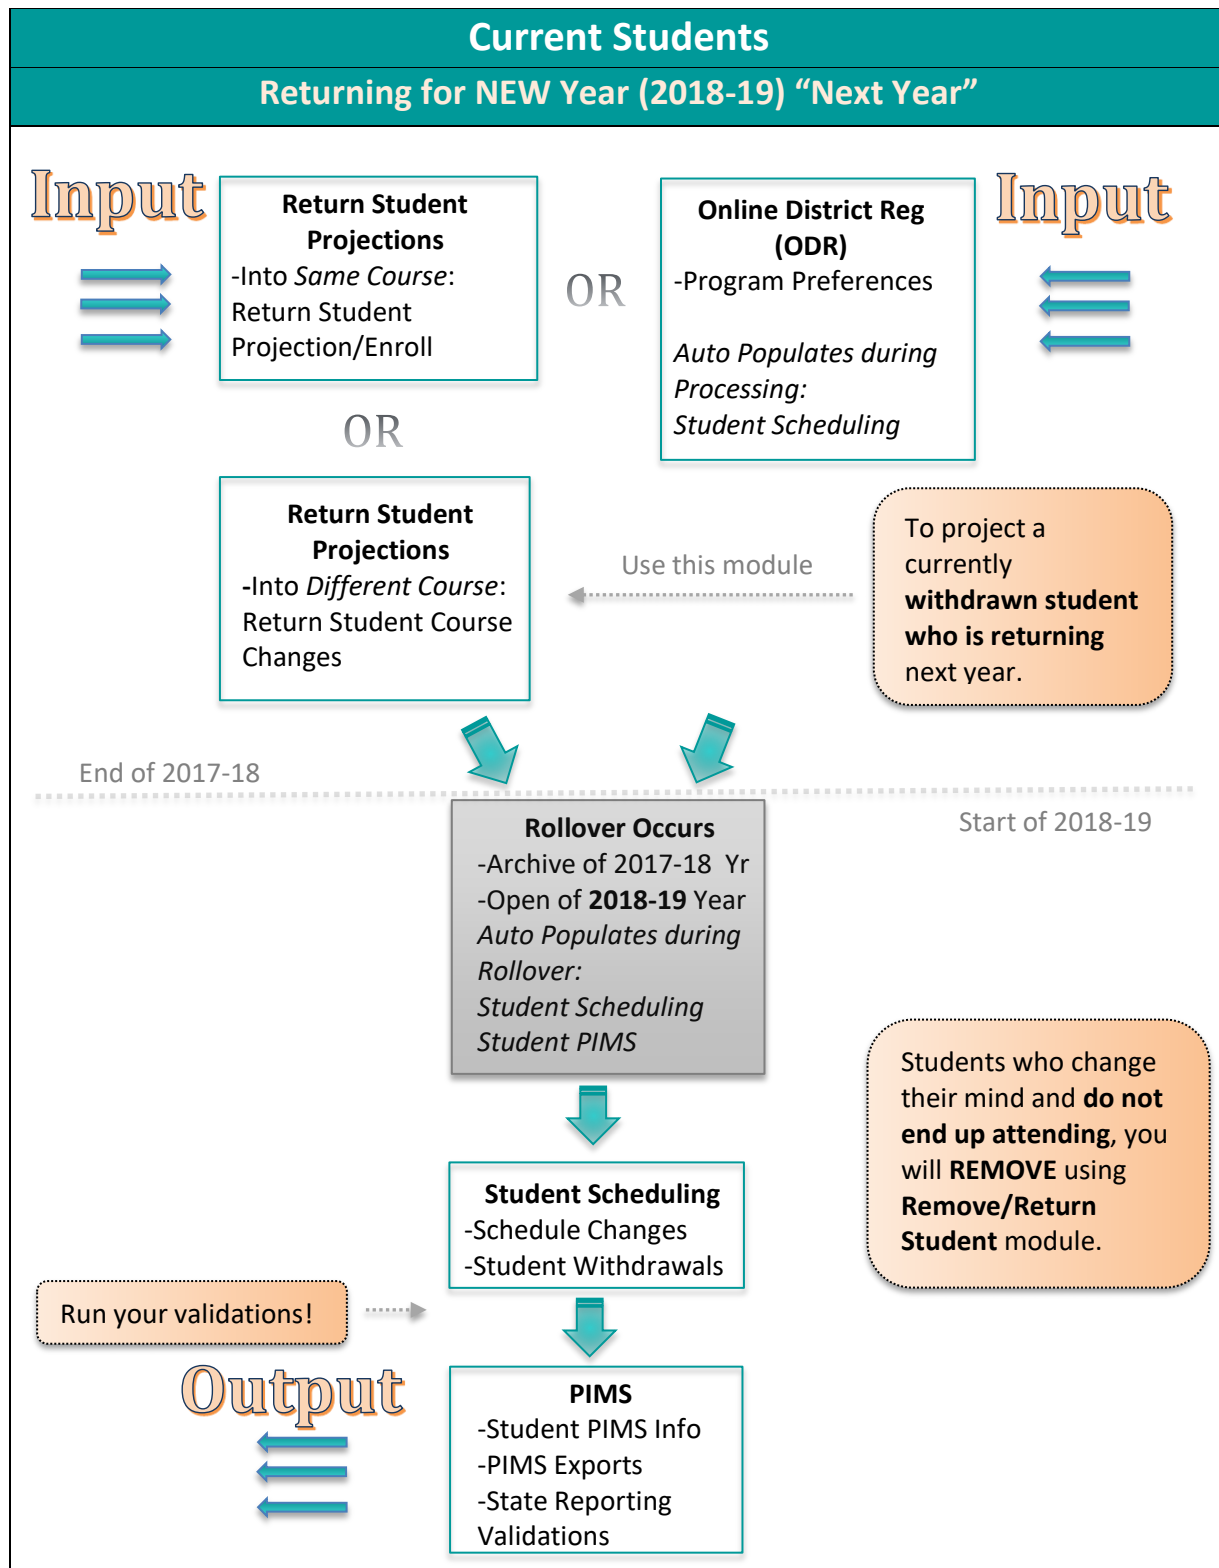 Current Students
Returning for NEW Year (2018-19) “Next Year”
Input
Return Student
Projections
-Into Same Course:
Return Student
Projection/Enroll
OR
Online District Reg
(ODR)
-Program Preferences
Auto Populates during
Processing:
Student Scheduling
Input
OR
Return Student
Projections
-Into Different Course:
Return Student Course
Changes
Use this module
To project a
currently
withdrawn student
who is returning
next year.
End of 2017-18
Start of 2018-19
Rollover Occurs
-Archive of 2017-18 Yr
-Open of 2018-19 Year
Auto Populates during
Rollover:
Student Scheduling
Student PIMS
Students who change
their mind and do not
end up attending, you
will REMOVE using
Remove/Return
Student module.
Student Scheduling
-Schedule Changes
-Student Withdrawals
Run your validations!
Output
PIMS
-Student PIMS Info
-PIMS Exports
-State Reporting
Validations